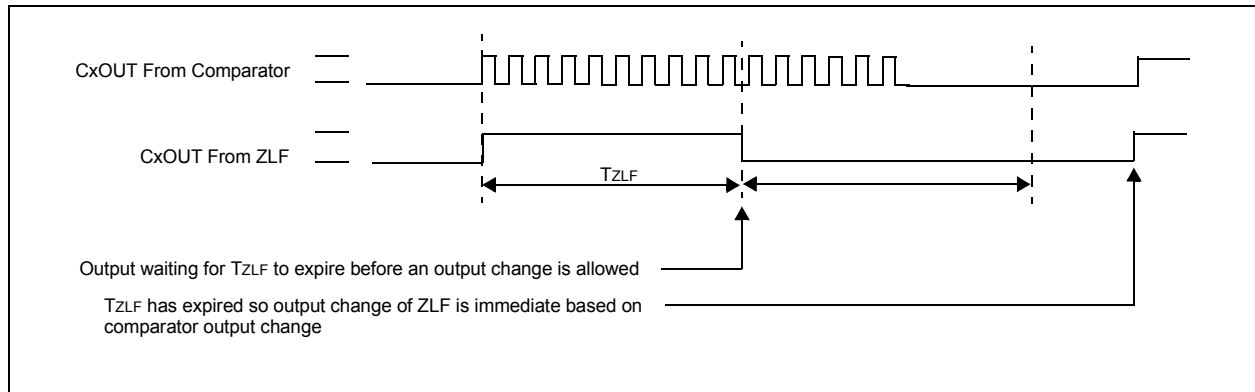 CxOUT From Comparator
CxOUT From ZLF
TZLF
Output waiting for TZLF to expire before an output change is allowed
TZLF has expired so output change of ZLF is immediate based on
comparator output change